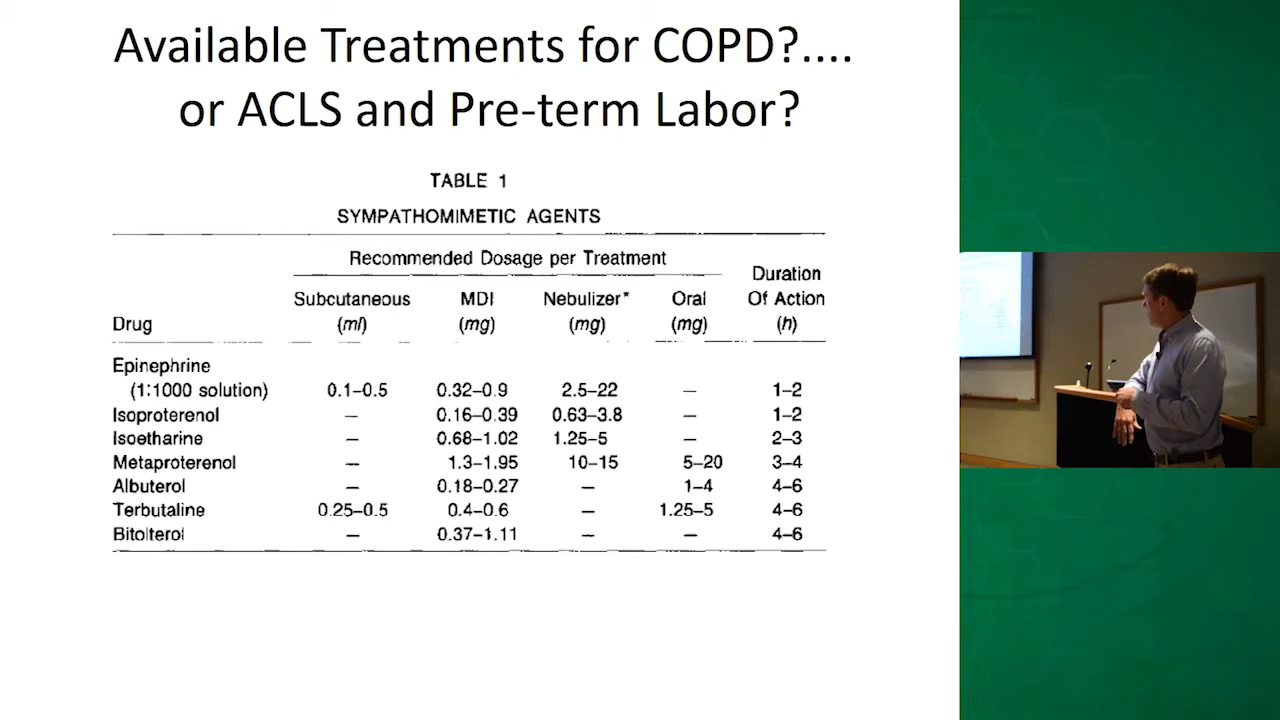 Available Treatments for COPD?....
or ACLS and Pre-term Labor?
TABLE 1
SYMPATHOMIMETIC AGENTS
Recommended Dosage per Treatment
Duration
Subcutaneous MDI Nebulizer* Oral Of Action
Drug (ml) (mg) (mg) (mg) (h)
Epinephrine
(1:1000 solution) 0.1–0.5 0.32–0.9 2.5–22 — 1–2
Isoproterenol — 0.16–0.39 0.63–3.8 1–2
Isoetharine — 0.68–1.02 1.25–5 — 2–3
Metaproterenol — 1.3–1.95 10–15 5–20 3–4
Albuterol — 0.18–0.27 — 1–4 4–6
Terbutaline 0.25–0.5 0.4–0.6 — 1.25–5 4–6
Bitolterol — 0.37–1.11 — — 4–6